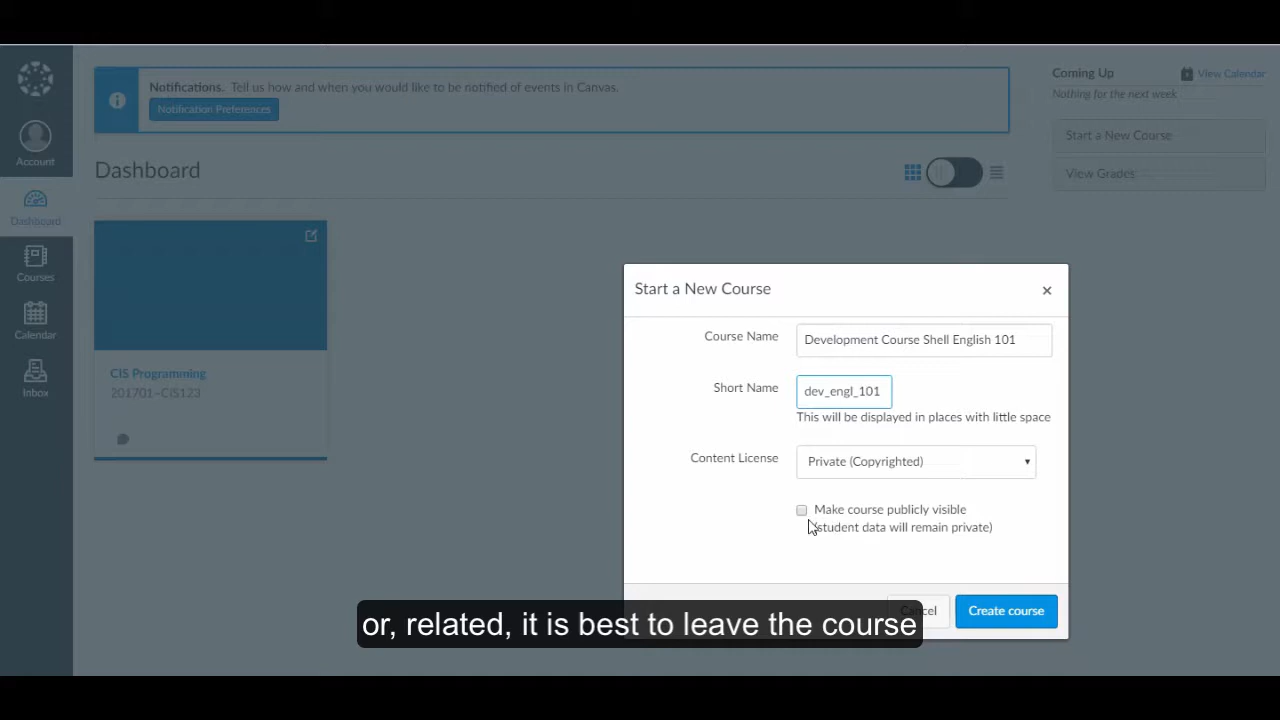 Notifications. Tell us how and when you would like to be notified of events in Canvas.
Notification Preferences
Coming Up
View Calendar
Nothing for the next week
Start a New Course
View Grades
Account
Dashboard
Courses
Calendar
Inbox
Dashboard
CIS Programming
201701-CIS123
Start a New Course
×
Course Name
Development Course Shell English 101
Short Name
dev_engl_101
This will be displayed in places with little space
Content License
Private (Copyrighted)
Make course publicly visible
(student data will remain private)
Cancel
Create course
or, related, it is best to leave the course